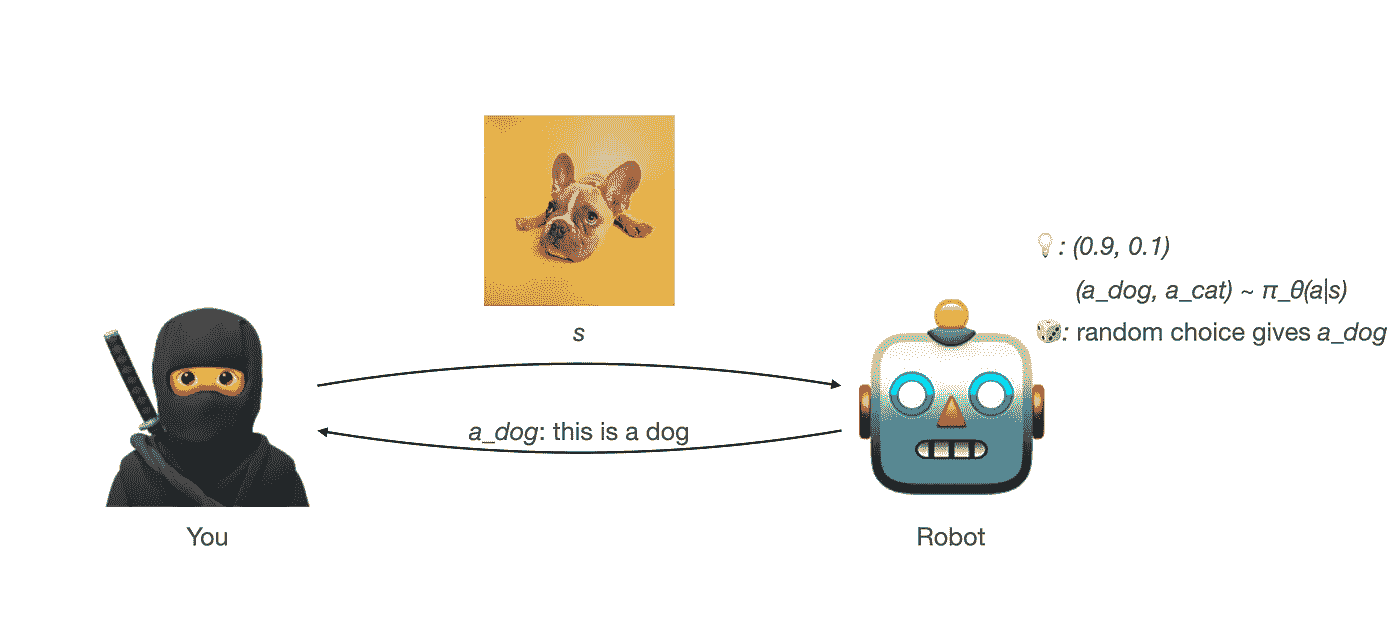 : (0.9, 0.1)
(a_dog, a_cat) ~ π_θ(a|s)
: random choice gives a_dog
s
a_dog: this is a dog
You
Robot